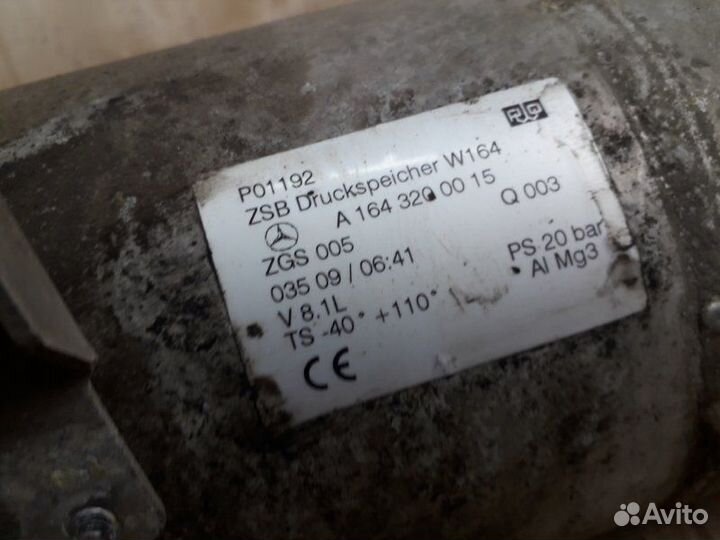 P01192
ZSB Druckspeicher W164
A 164 320 00 15 Q 003
ZGS 005
035 09 / 06:41 PS 20 bar
V 8.1L Al Mg3
TS -40° +110°
CE
Avito